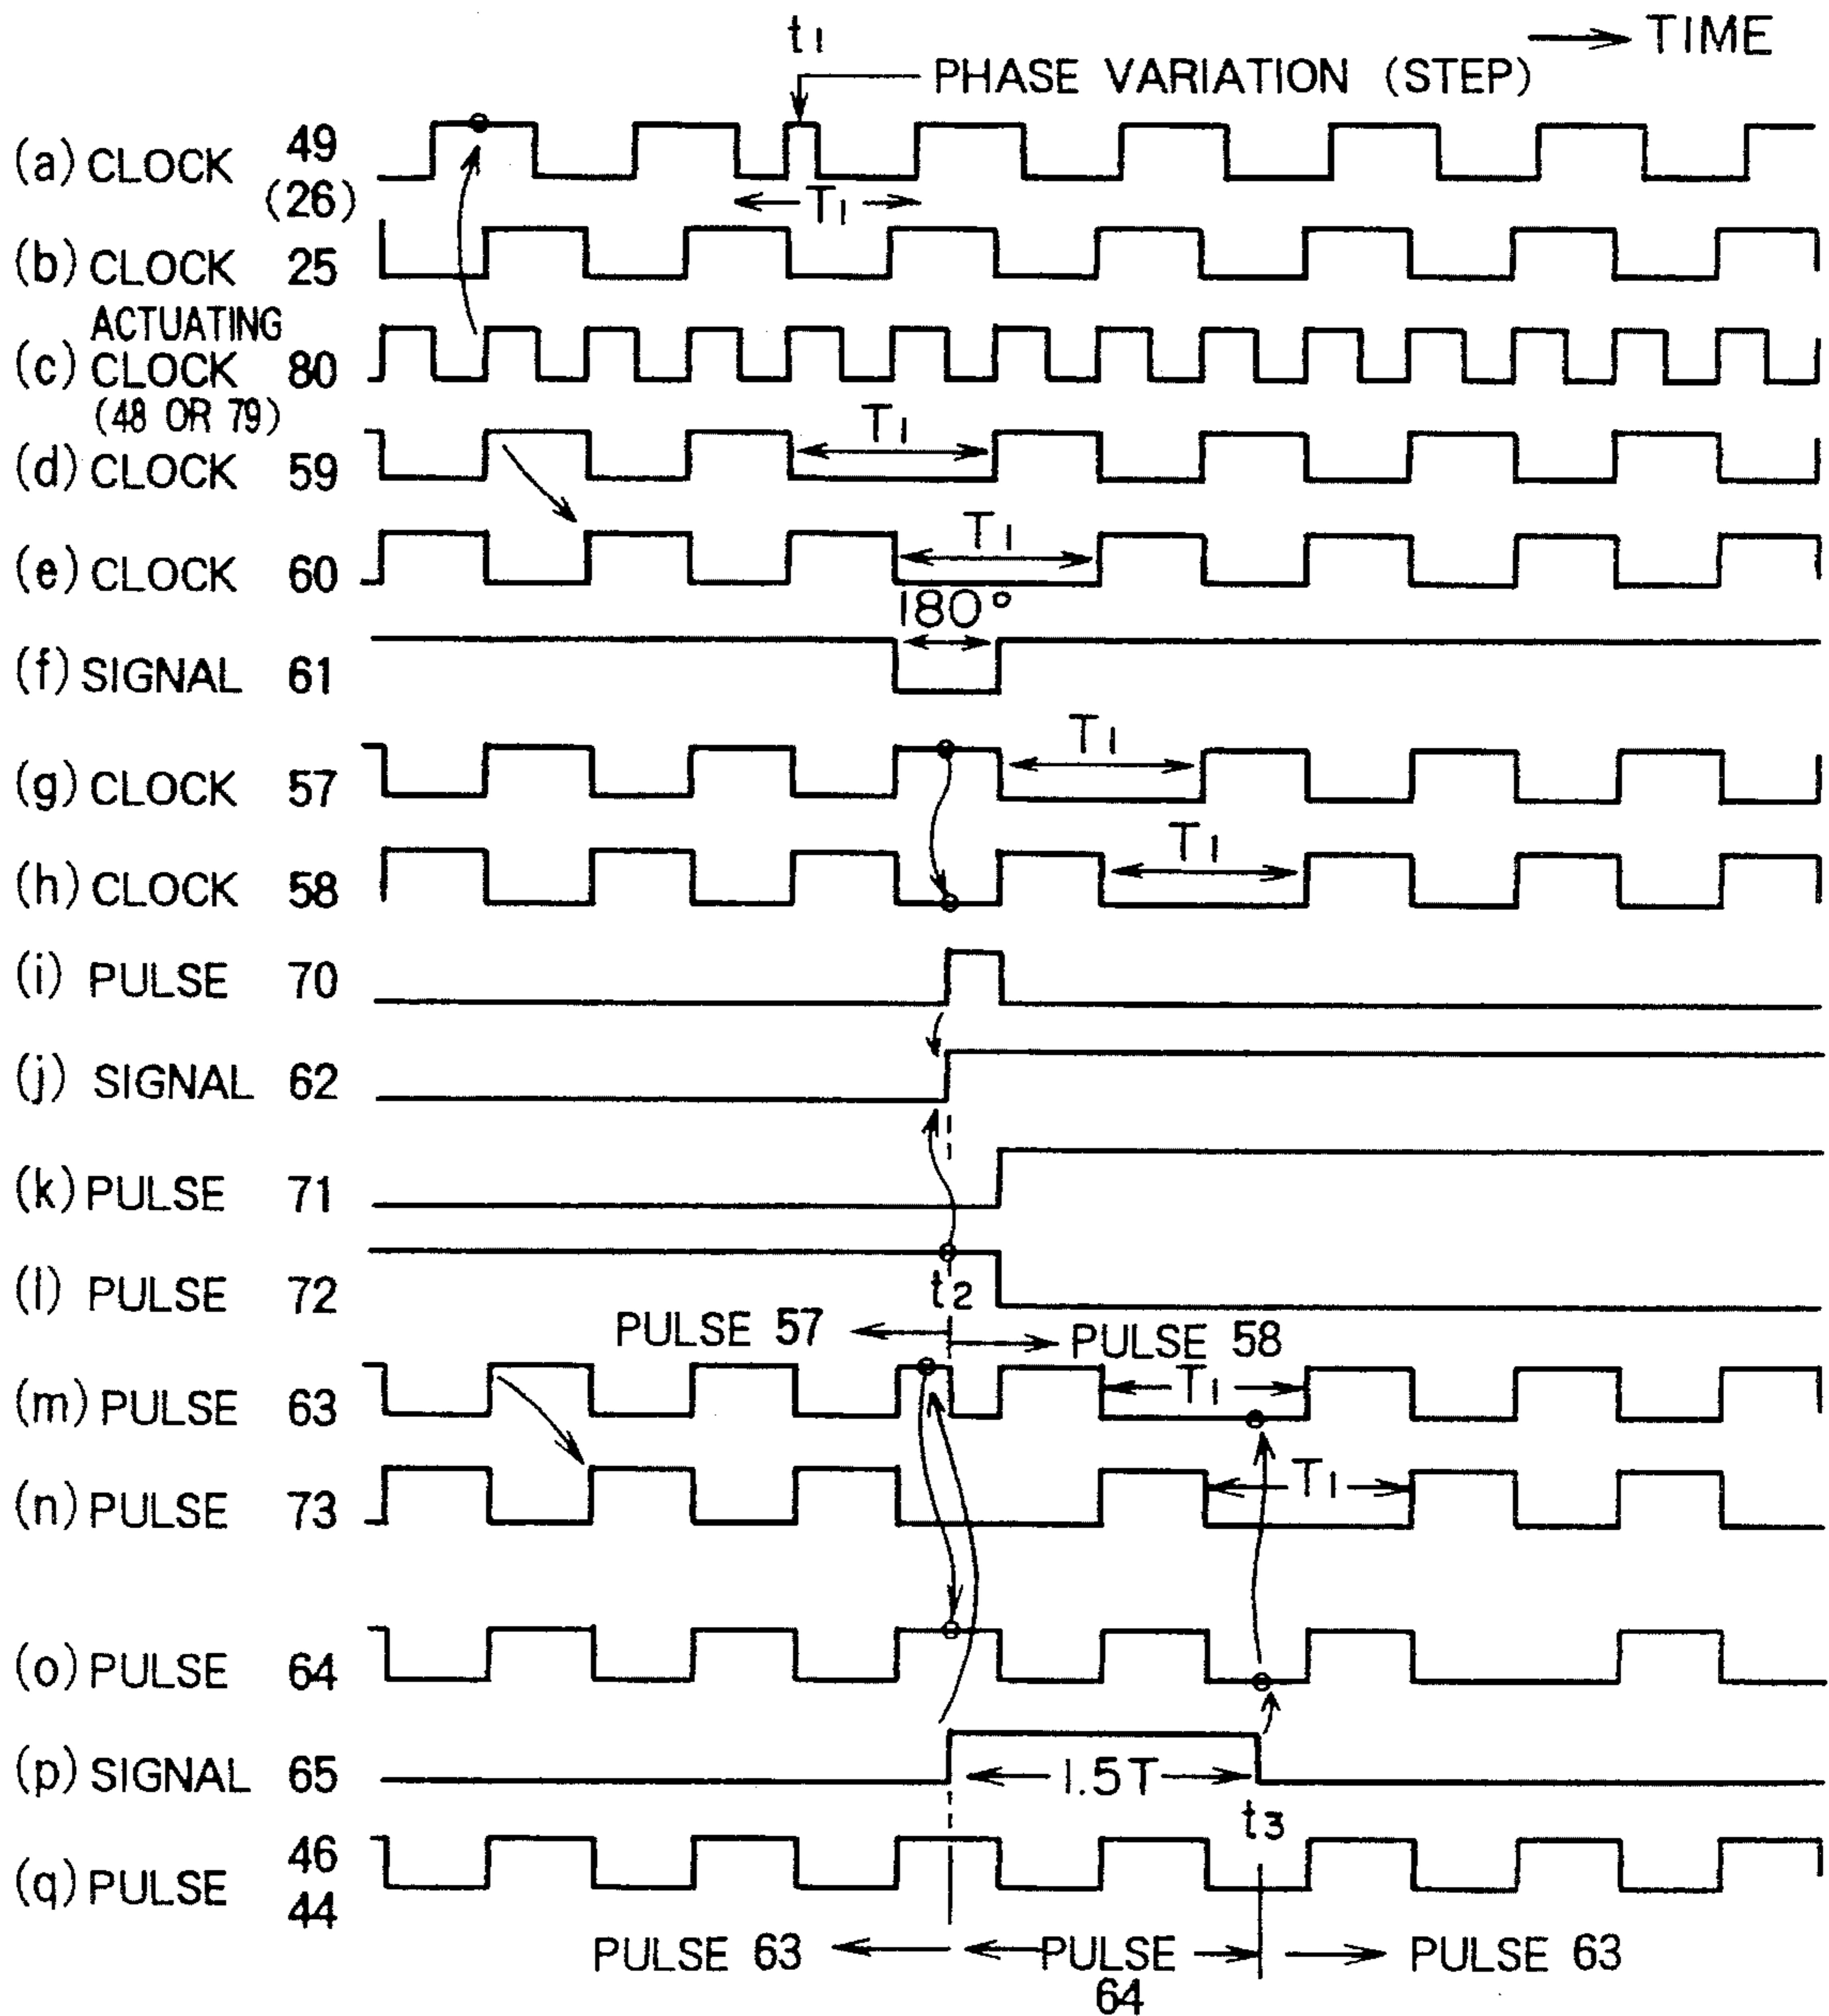 t1
→ TIME
PHASE VARIATION (STEP)
(a) CLOCK 49
(26)
T1
(b) CLOCK 25
ACTUATING
(c) CLOCK 80
(48 OR 79)
T1
(d) CLOCK 59
T1
(e) CLOCK 60
180°
(f) SIGNAL 61
T1
(g) CLOCK 57
T1
(h) CLOCK 58
(i) PULSE 70
(j) SIGNAL 62
(k) PULSE 71
(l) PULSE 72
t2
PULSE 57
PULSE 58
T1
(m) PULSE 63
T1
(n) PULSE 73
(o) PULSE 64
(p) SIGNAL 65
1.5T
t3
46
(q) PULSE
44
PULSE 63
PULSE
64
PULSE 63